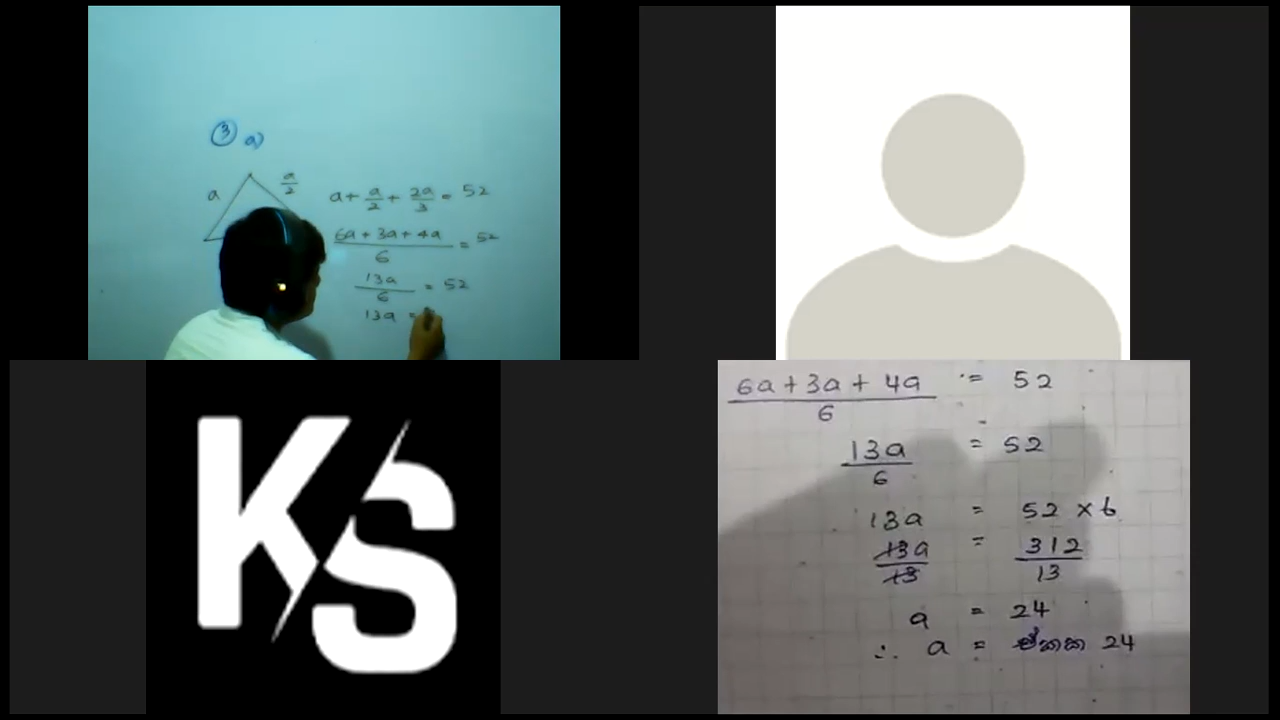 ③ a)
a
a/2
a + a/2 + 2a/3 = 52
6a + 3a + 4a / 6 = 52
13a / 6 = 52
13a =
KS
6a + 3a + 4a / 6 = 52
13a / 6 = 52
13a = 52 × 6
13a / 13 = 312 / 13
a = 24
∴ a = ඒකක 24